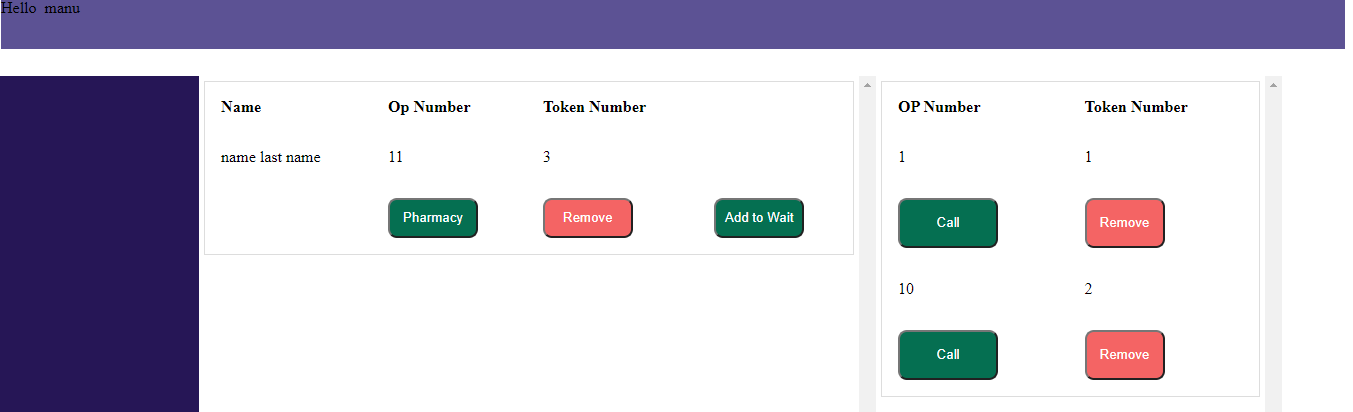 Hello manu
Name Op Number Token Number
name last name 11 3
Pharmacy Remove Add to Wait
OP Number Token Number
1 1
Call Remove
10 2
Call Remove